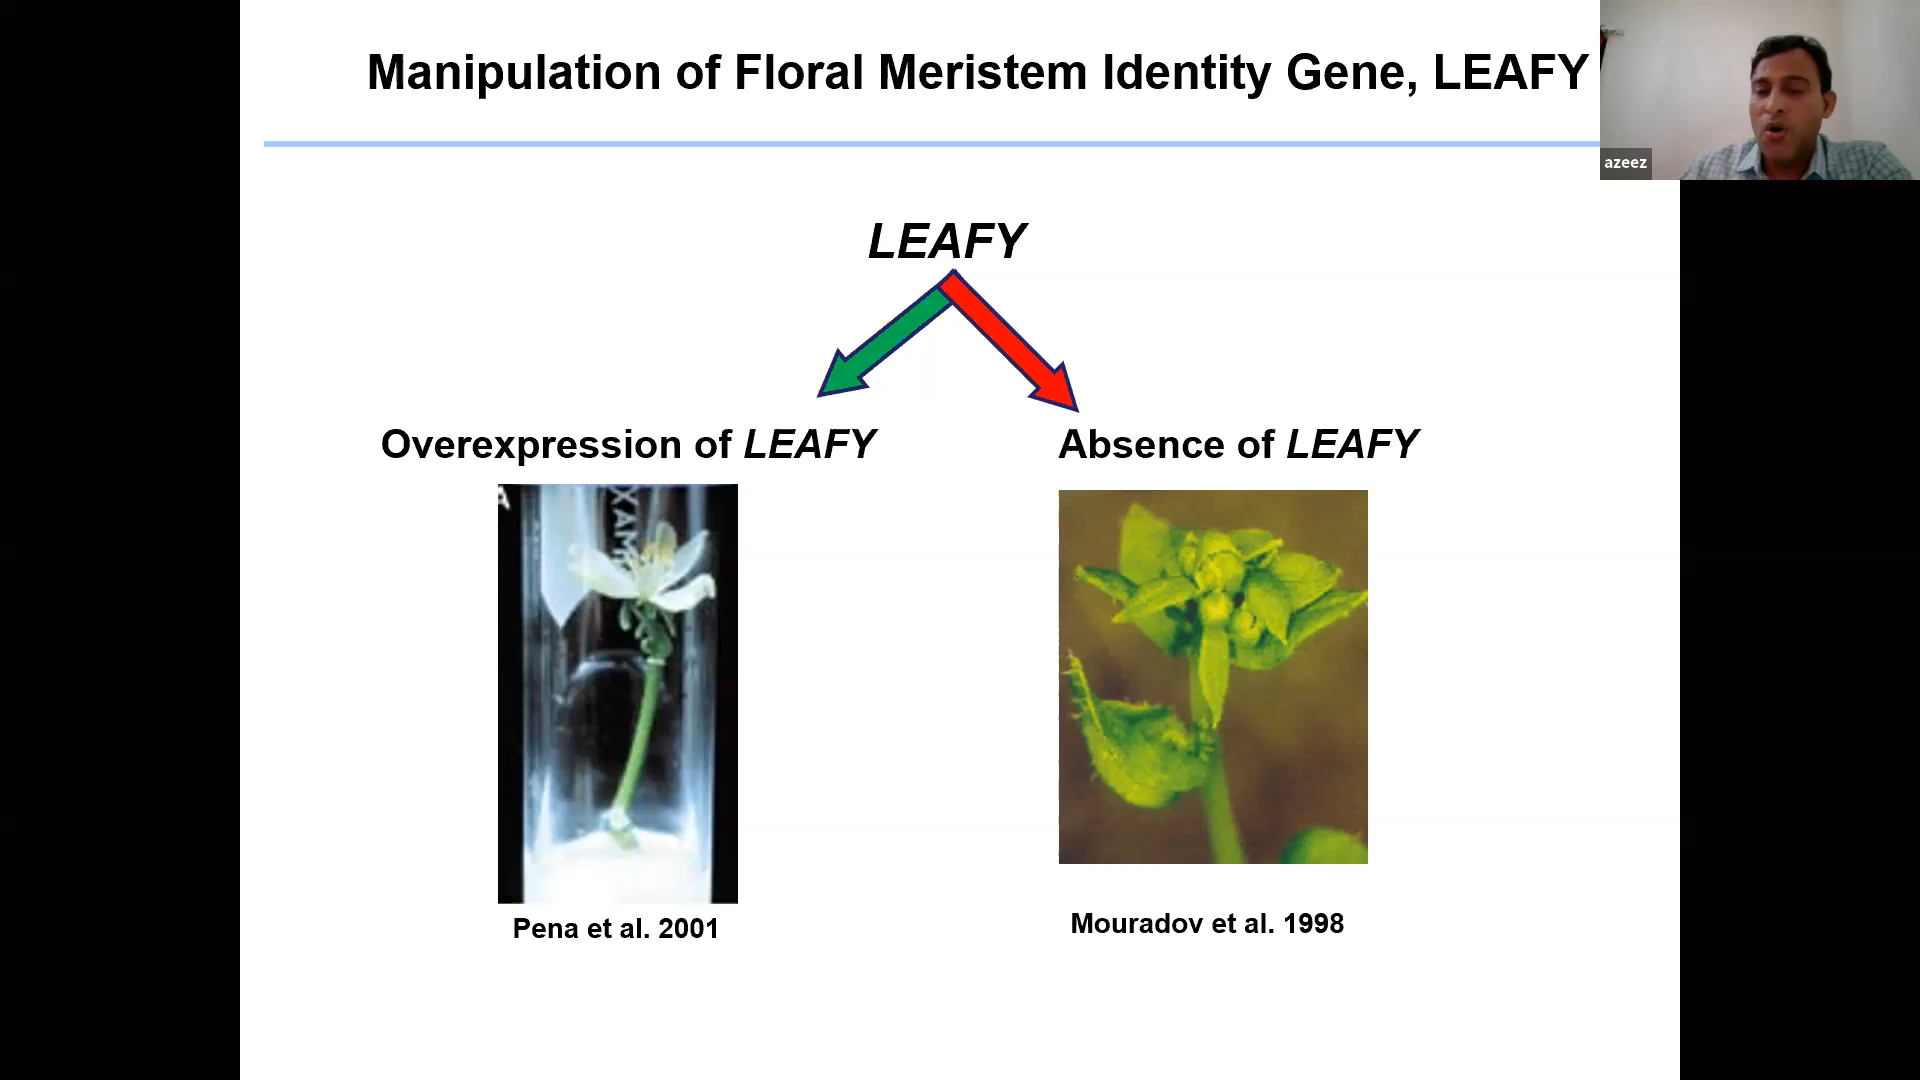 Manipulation of Floral Meristem Identity Gene, LEAFY
azeez
LEAFY
Overexpression of LEAFY
Absence of LEAFY
A
XAM
Pena et al. 2001
Mouradov et al. 1998